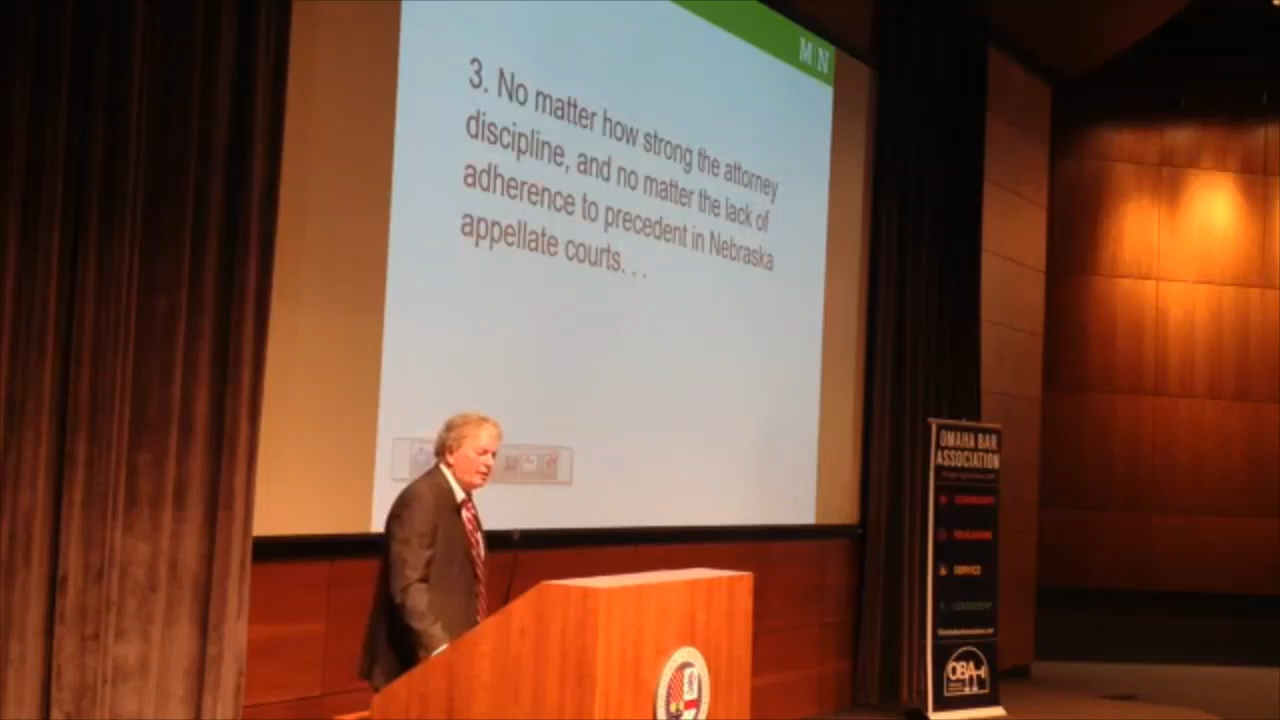 M|N
3. No matter how strong the attorney
discipline, and no matter the lack of
adherence to precedent in Nebraska
appellate courts. . .
OMAHA BAR
ASSOCIATION
COMMUNITY
EDUCATION
SERVICE
LEADERSHIP
OBA